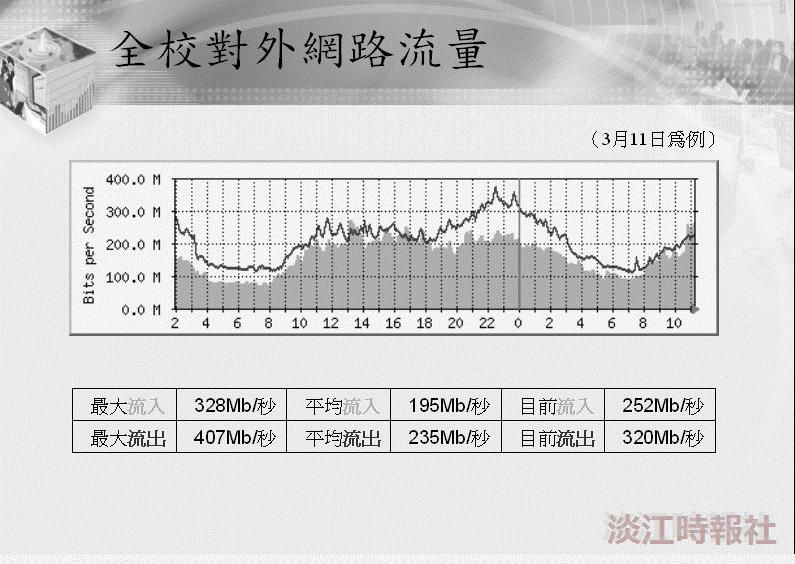 全校對外網路流量
（3月11日為例）
400.0 M
300.0 M
200.0 M
100.0 M
0.0 M
Bits per Second
2 4 6 8 10 12 14 16 18 20 22 0 2 4 6 8 10
最大流入 328Mb/秒 平均流入 195Mb/秒 目前流入 252Mb/秒
最大流出 407Mb/秒 平均流出 235Mb/秒 目前流出 320Mb/秒
淡江時報社